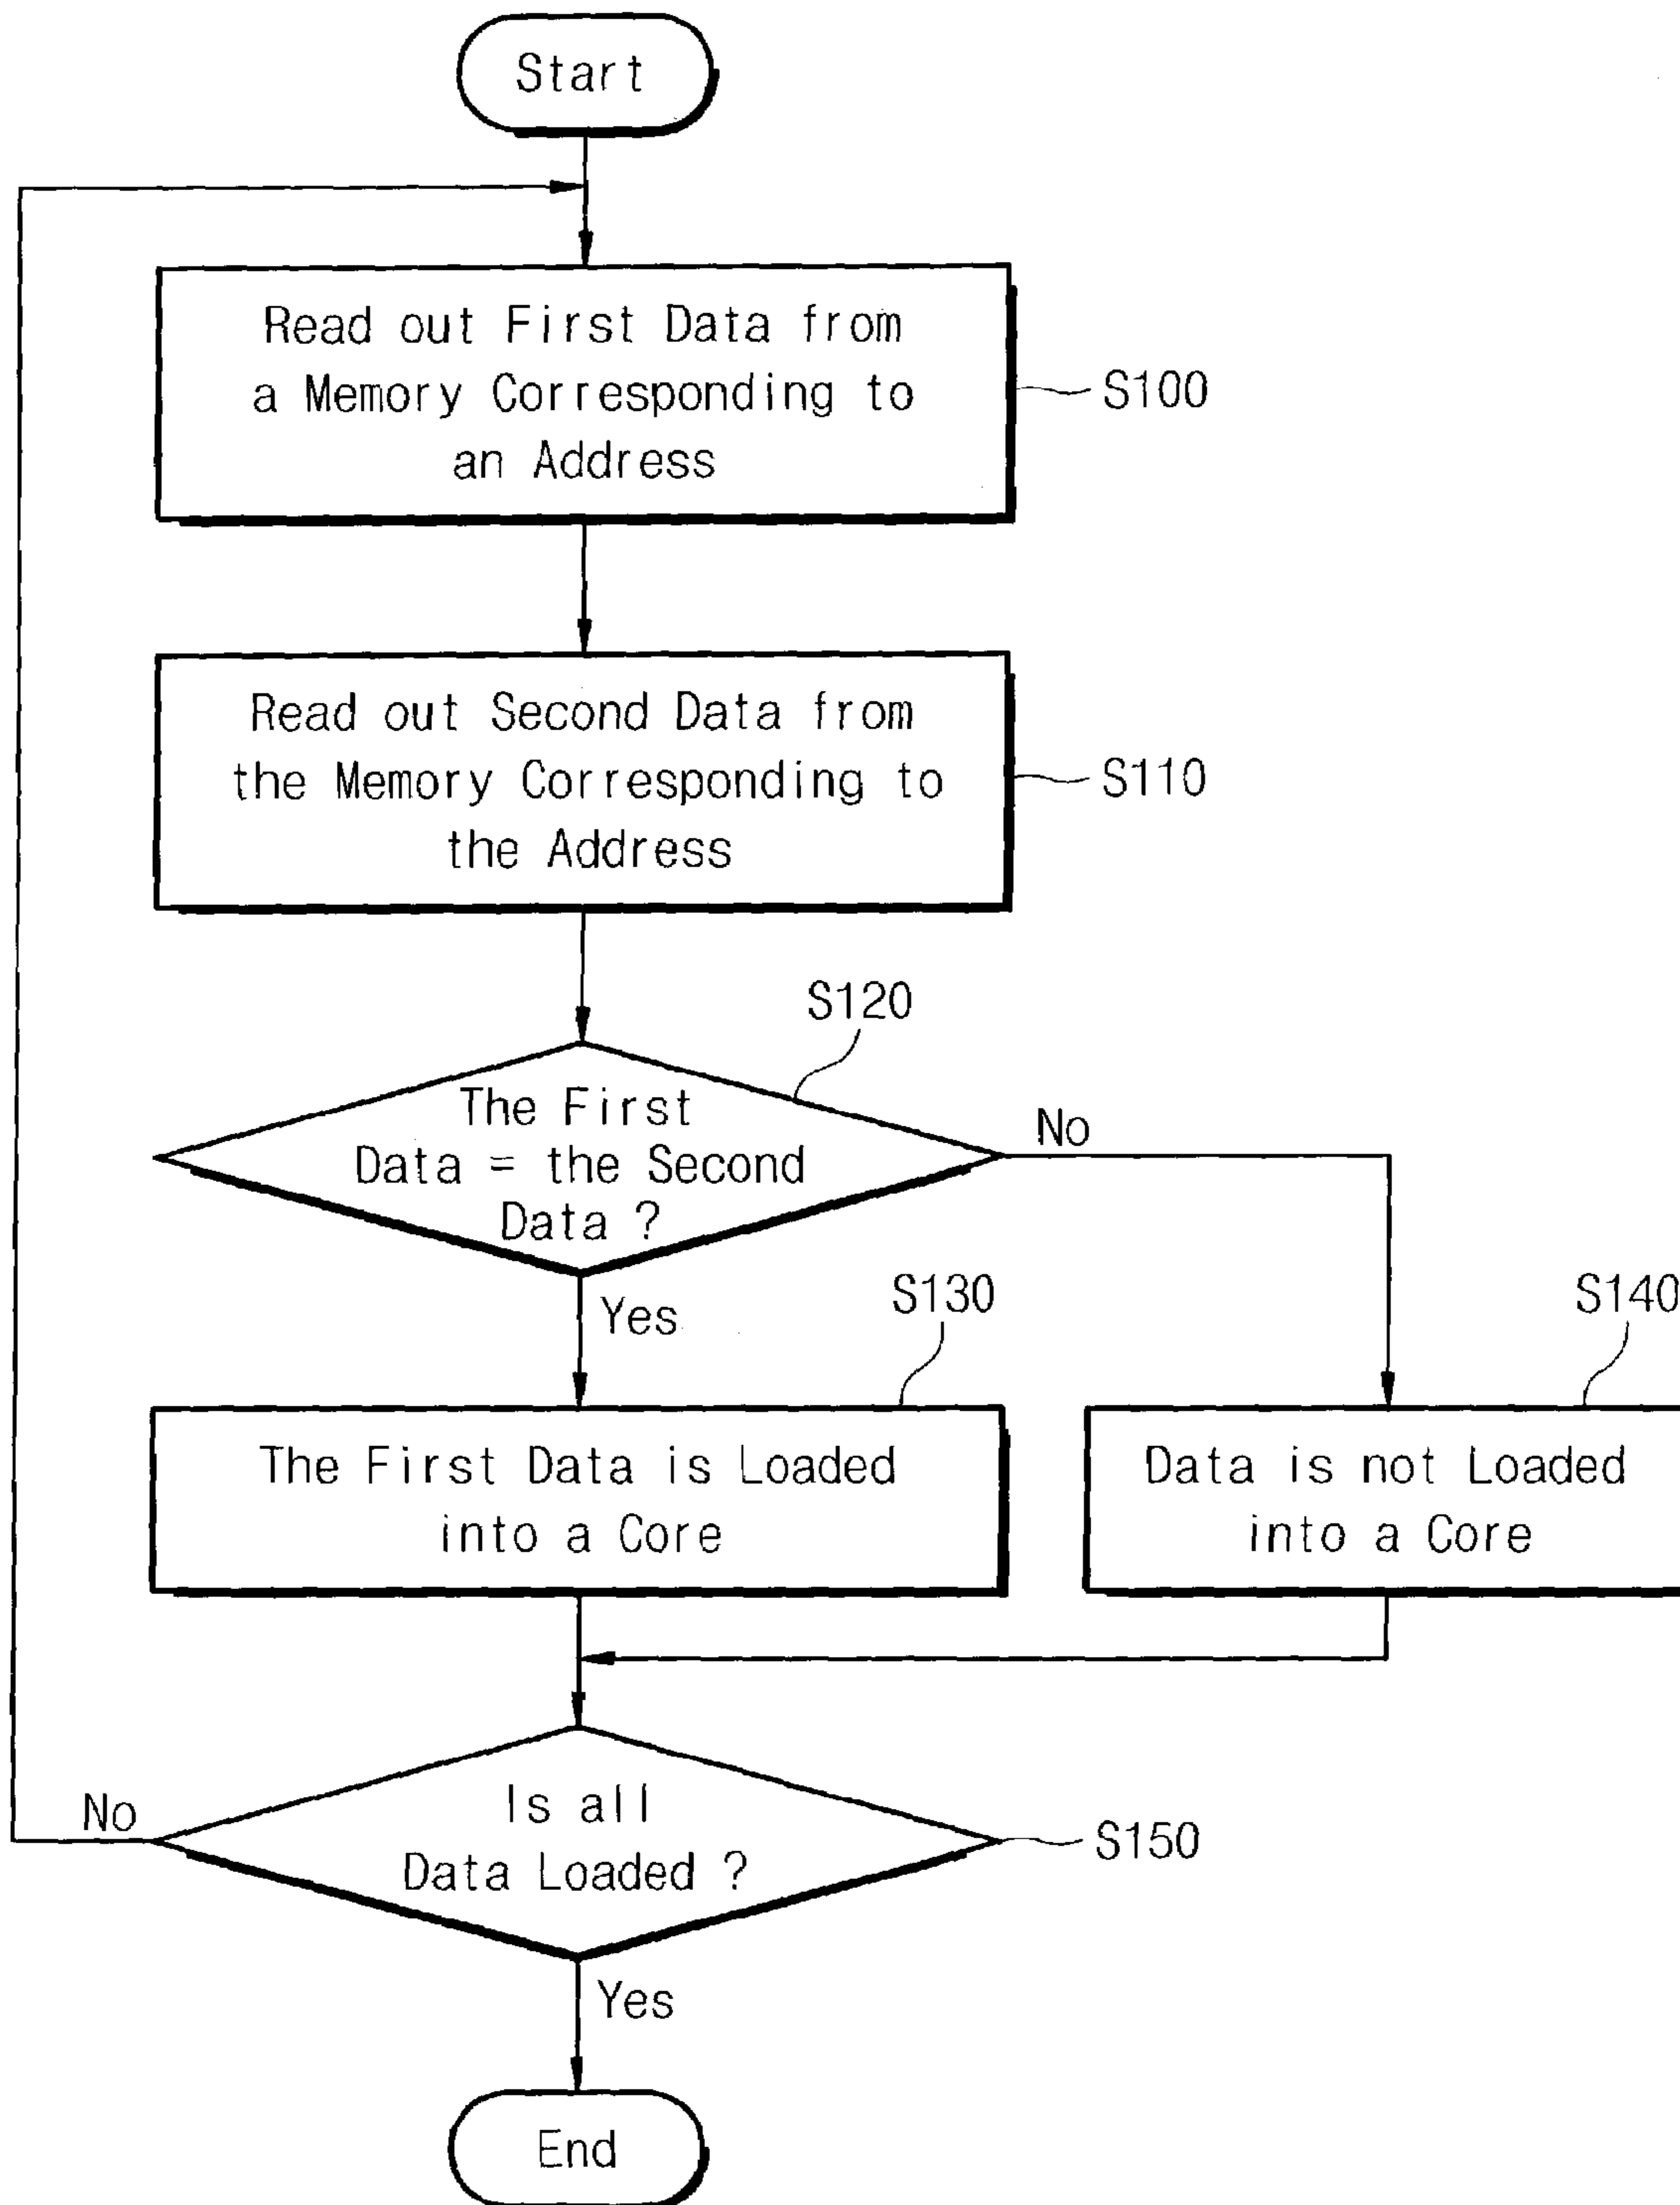 Start
Read out First Data from
a Memory Corresponding to
an Address
S100
Read out Second Data from
the Memory Corresponding to
the Address
S110
S120
The First
Data = the Second
Data ?
No
Yes
S130
S140
The First Data is Loaded
into a Core
Data is not Loaded
into a Core
Is all
Data Loaded ?
No
S150
Yes
End